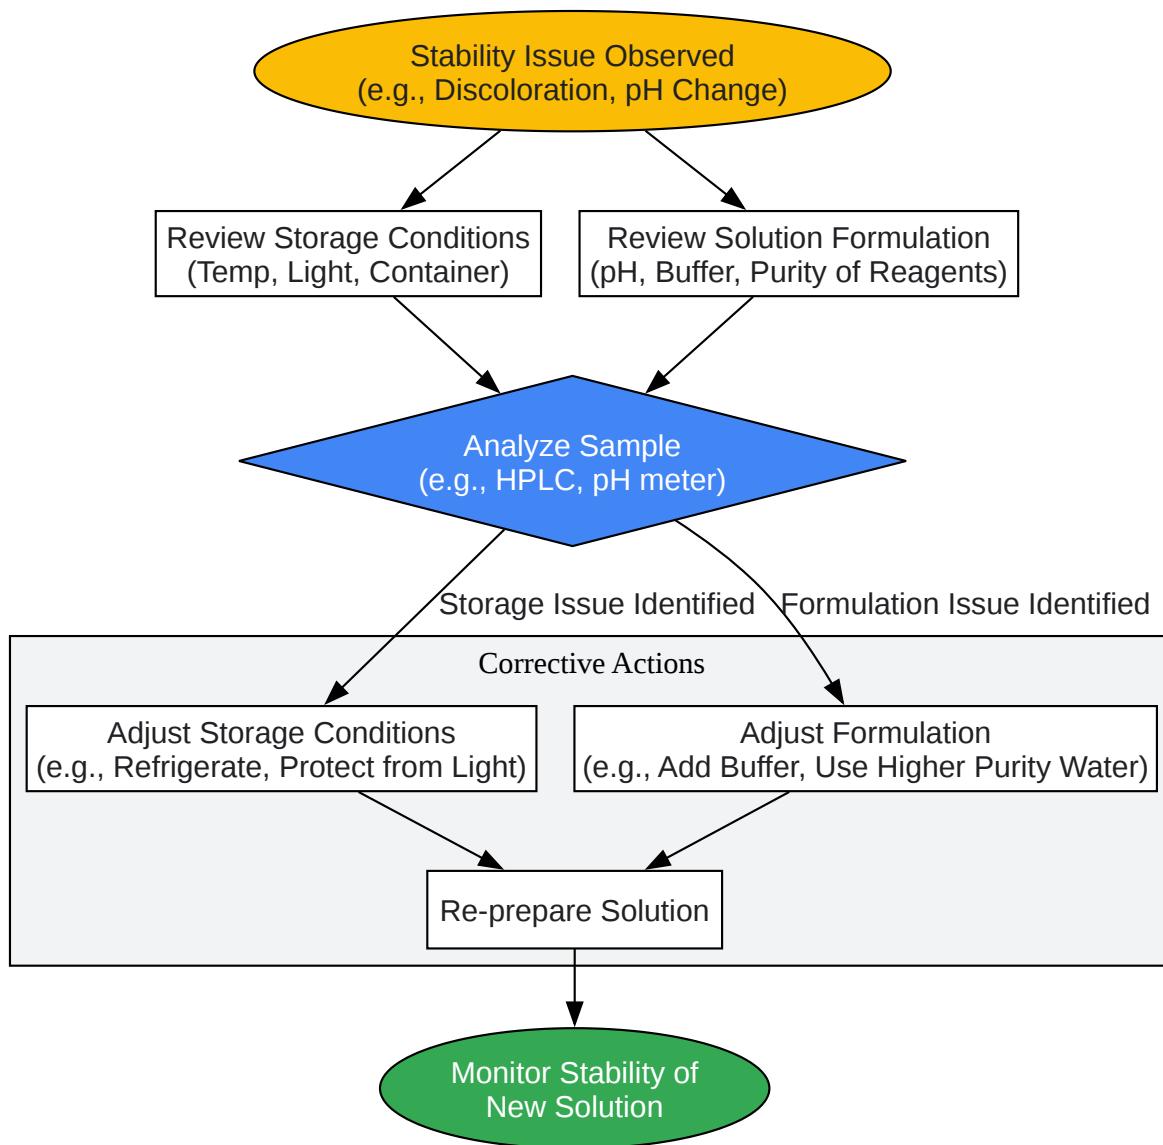 Stability Issue Observed
(e.g., Discoloration, pH Change)
Review Storage Conditions
(Temp, Light, Container)
Review Solution Formulation
(pH, Buffer, Purity of Reagents)
Analyze Sample
(e.g., HPLC, pH meter)
Storage Issue Identified
Formulation Issue Identified
Corrective Actions
Adjust Storage Conditions
(e.g., Refrigerate, Protect from Light)
Adjust Formulation
(e.g., Add Buffer, Use Higher Purity Water)
Re-prepare Solution
Monitor Stability of
New Solution